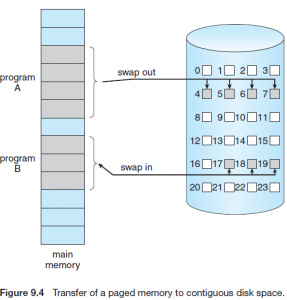 program
A
swap out
program
B
swap in
main
memory
0 1 2 3
4 5 6 7
8 9 10 11
12 13 14 15
16 17 18 19
20 21 22 23
Figure 9.4 Transfer of a paged memory to contiguous disk space.